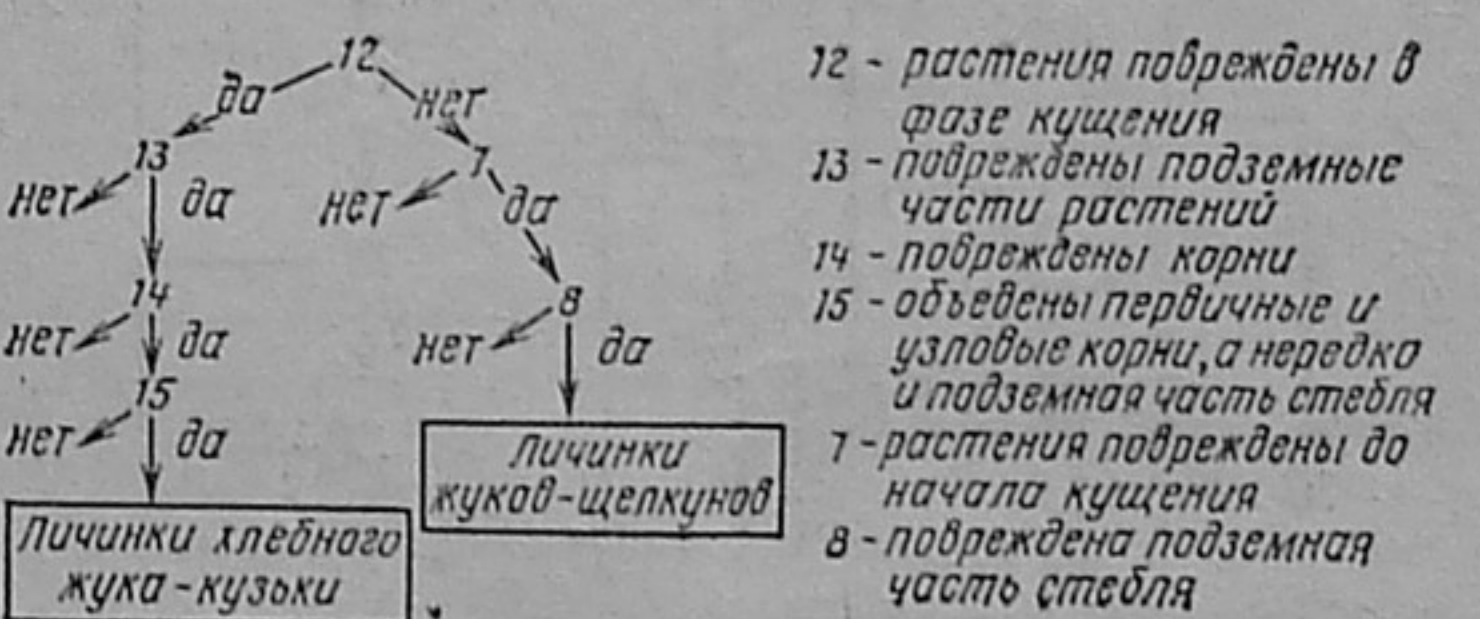 12
да
нет
13
7
нет
да
нет
да
14
8
нет
да
нет
да
15
нет
да
Личинки
жуков-щелкунов
Личинки хлебного
жука-кузьки
12 - растения повреждены в
фазе кущения
13 - повреждены подземные
части растений
14 - повреждены корни
15 - объедены первичные и
узловые корни, а нередко
и подземная часть стебля
7 - растения повреждены до
начала кущения
8 - повреждена подземная
часть стебля